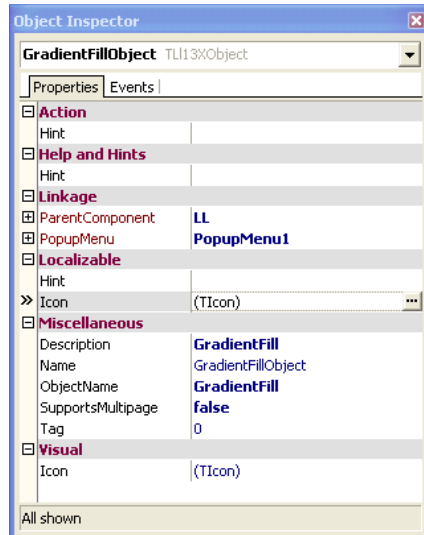 Object Inspector
GradientFillObject TLl13XObject
Properties Events
Action
Hint
Help and Hints
Hint
Linkage
ParentComponent LL
PopupMenu PopupMenu1
Localizable
Hint
Icon (TIcon) ...
Miscellaneous
Description GradientFill
Name GradientFillObject
ObjectName GradientFill
SupportsMultipage false
Tag 0
Visual
Icon (TIcon)
All shown